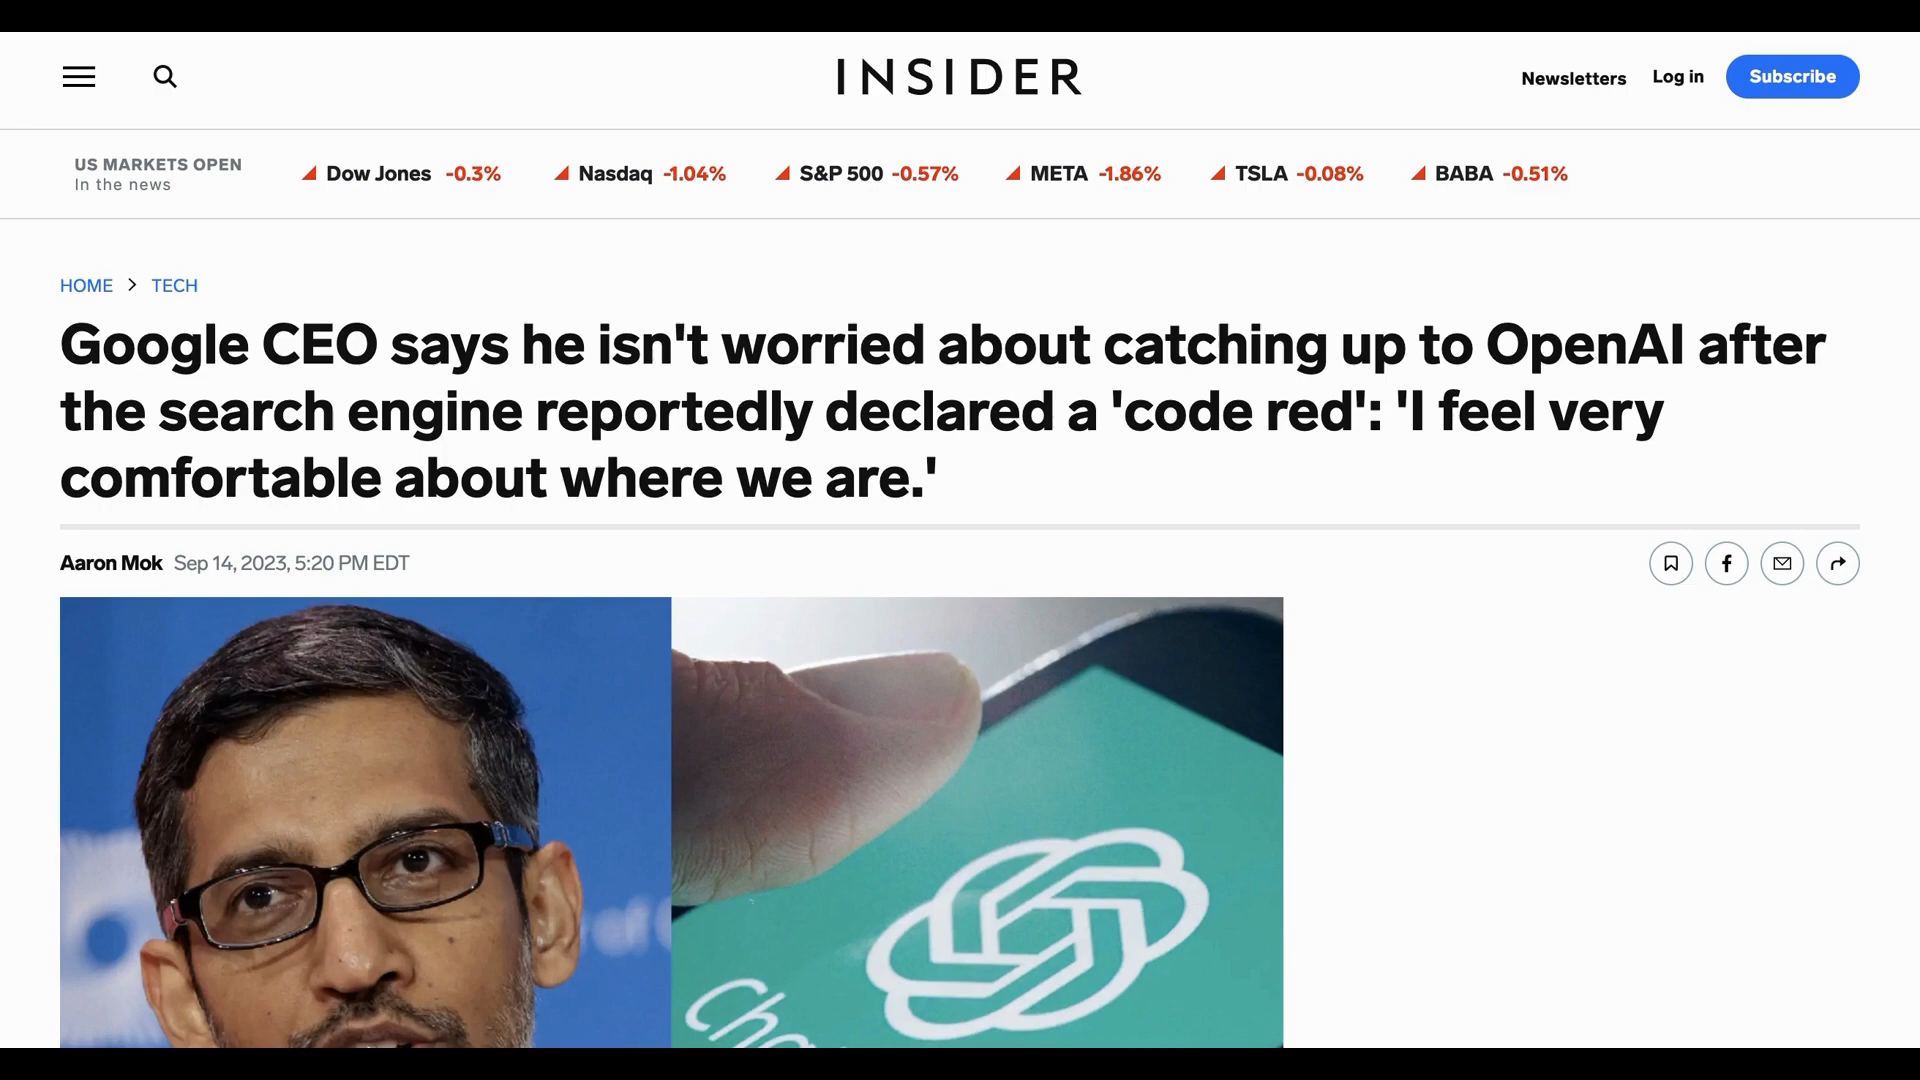 INSIDER
Newsletters
Log in
Subscribe
US MARKETS OPEN
In the news
Dow Jones -0.3%
Nasdaq -1.04%
S&P 500 -0.57%
META -1.86%
TSLA -0.08%
BABA -0.51%
HOME > TECH
Google CEO says he isn't worried about catching up to OpenAI after
the search engine reportedly declared a 'code red': 'I feel very
comfortable about where we are.'
Aaron Mok Sep 14, 2023, 5:20 PM EDT
of
Cha